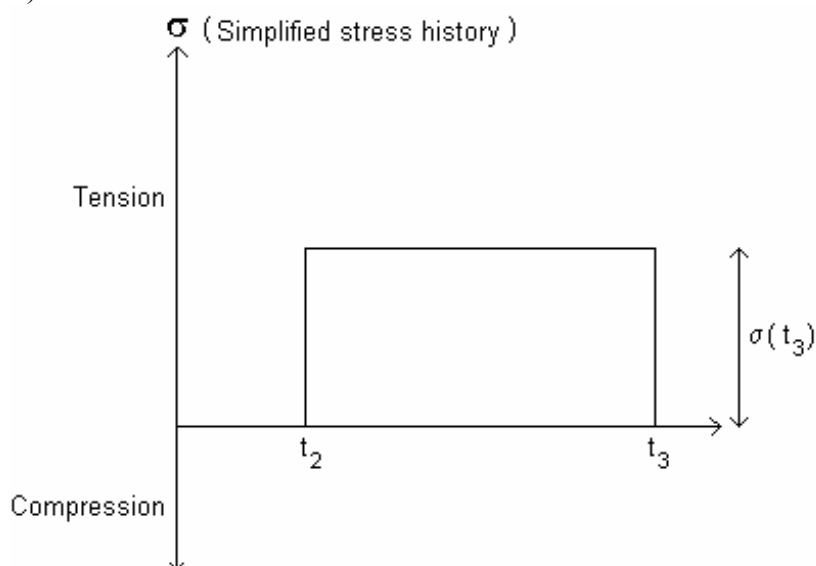 σ (Simplified stress history)
Tension
σ(t₃)
t₂
t₃
Compression